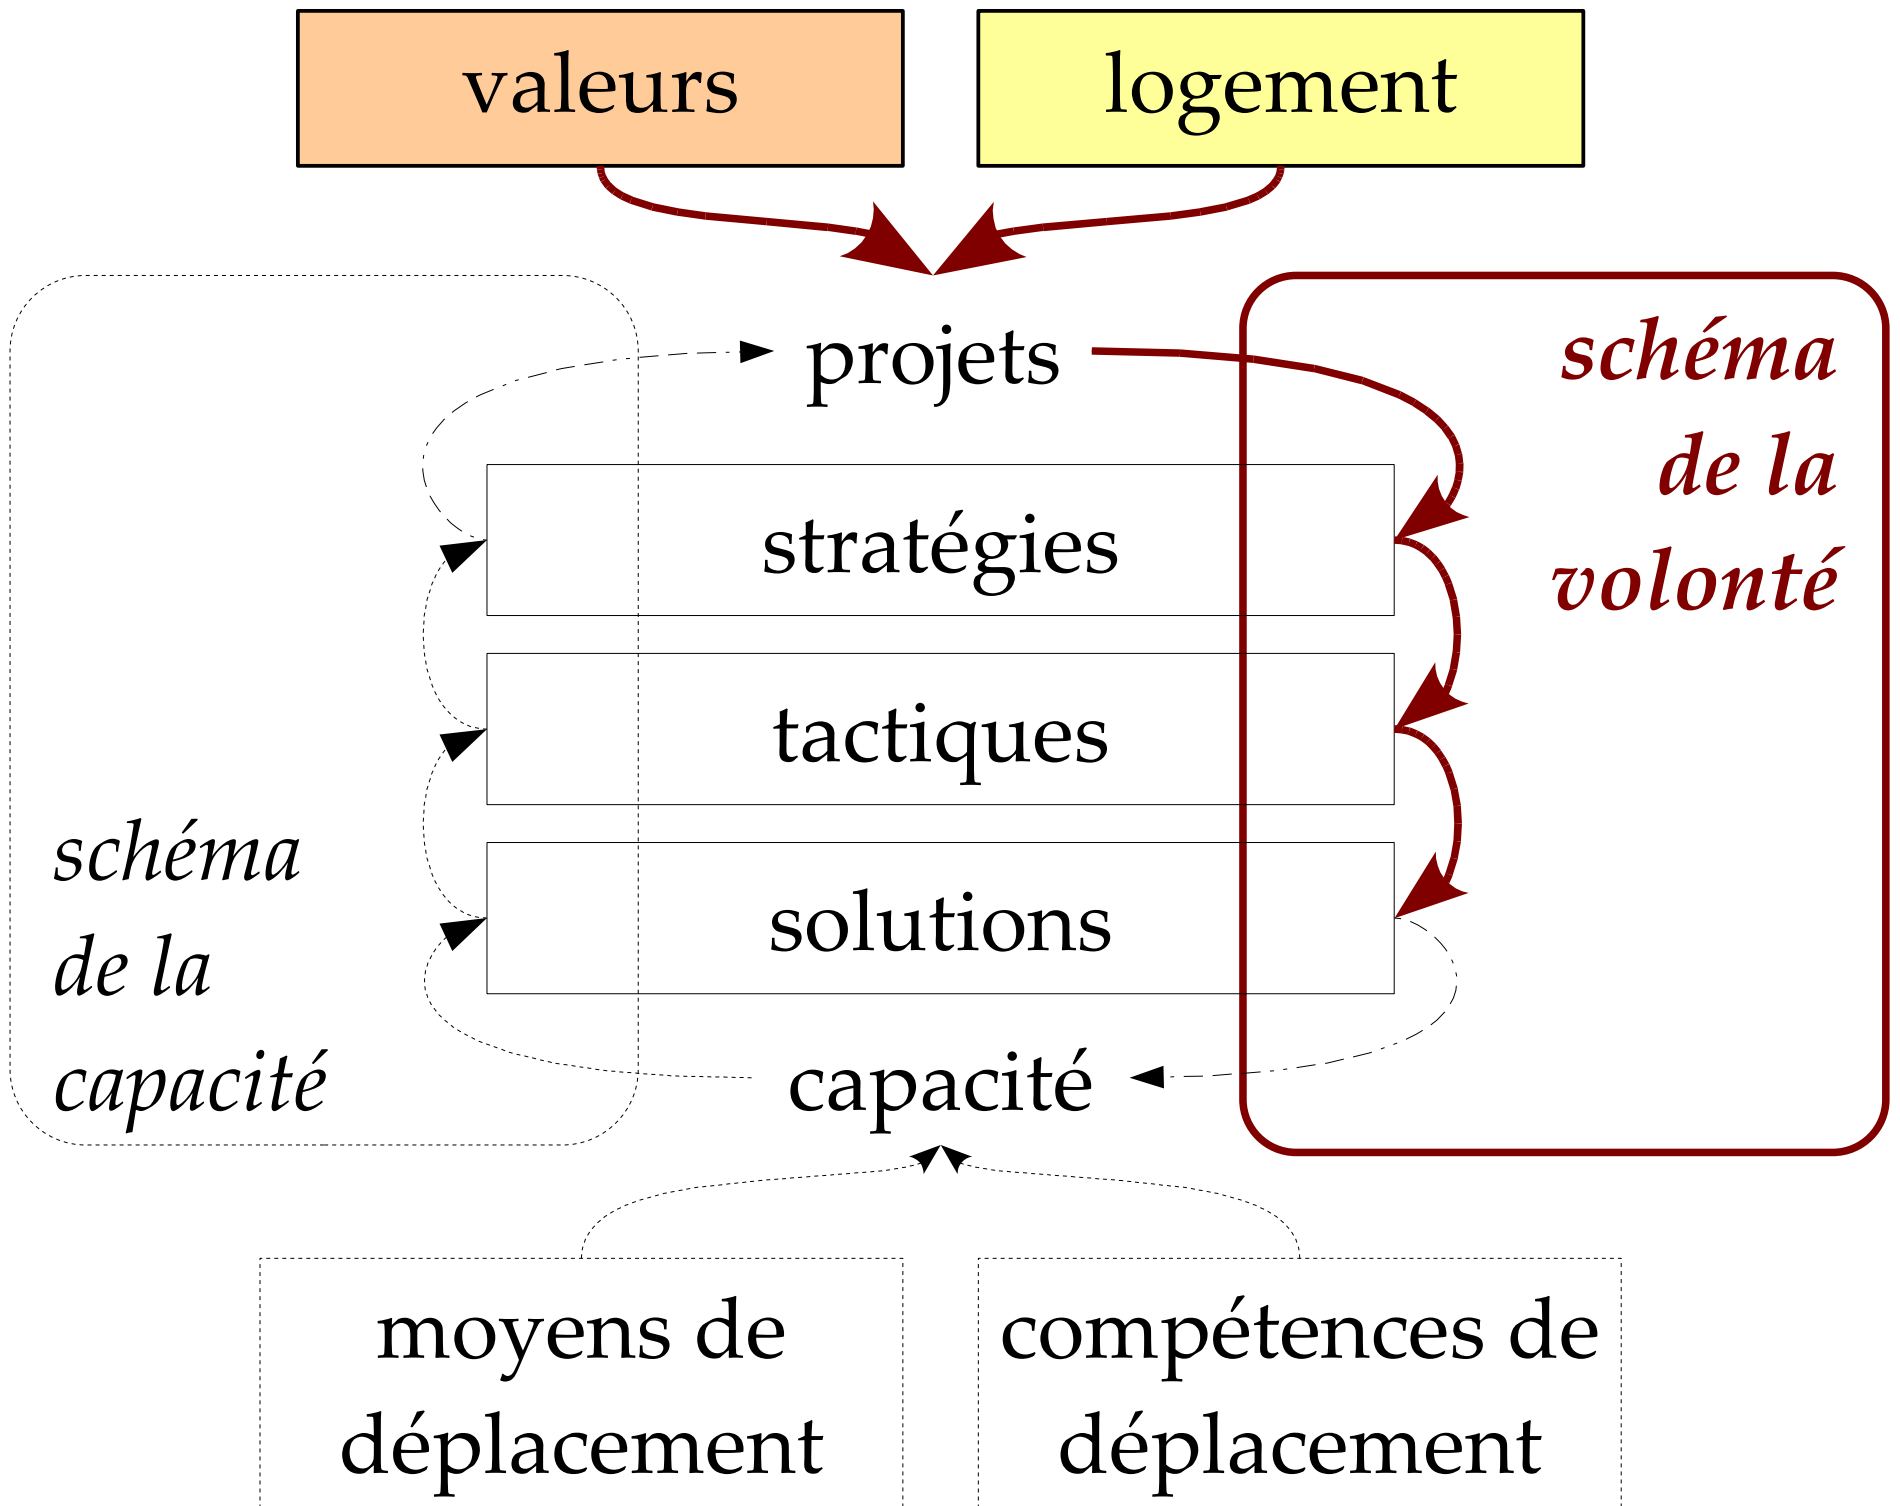 valeurs
logement
projets
schéma
de la
volonté
stratégies
tactiques
solutions
schéma
de la
capacité
capacité
moyens de
déplacement
compétences de
déplacement